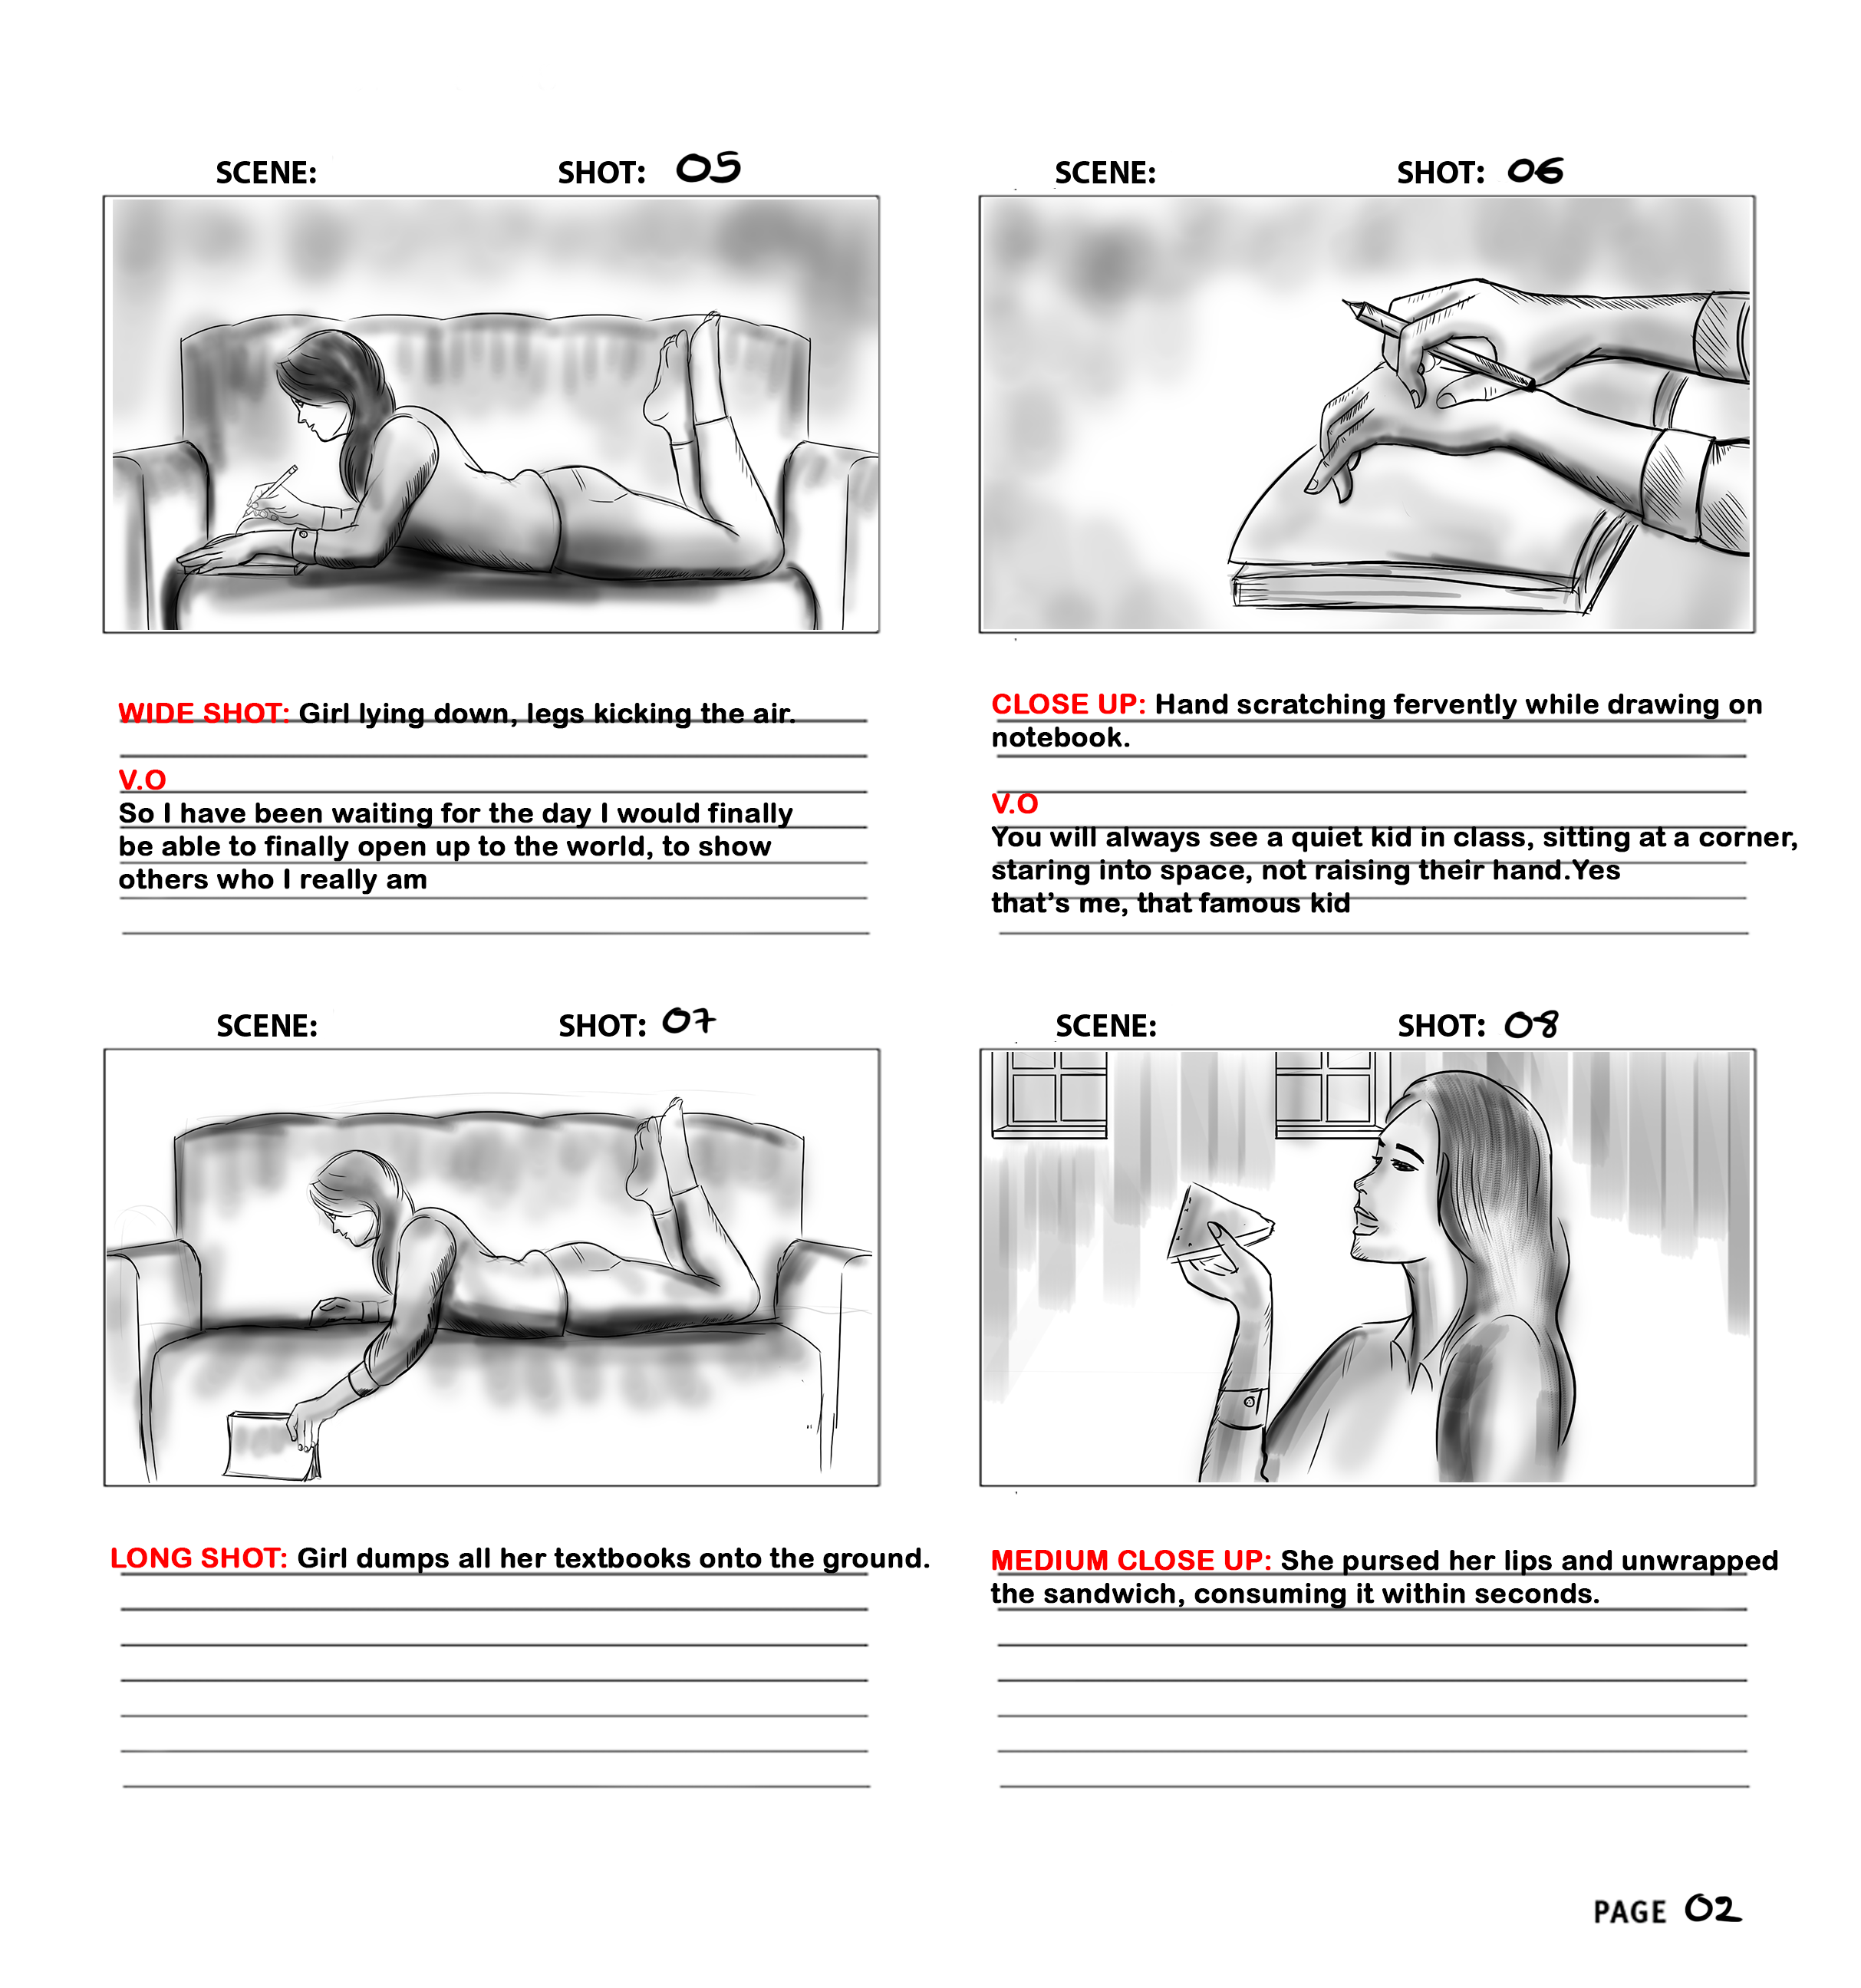 SCENE: SHOT: 05
WIDE SHOT: Girl lying down, legs kicking the air.
V.O
So I have been waiting for the day I would finally
be able to finally open up to the world, to show
others who I really am
SCENE: SHOT: 06
CLOSE UP: Hand scratching fervently while drawing on
notebook.
V.O
You will always see a quiet kid in class, sitting at a corner,
staring into space, not raising their hand.Yes
that's me, that famous kid
SCENE: SHOT: 07
LONG SHOT: Girl dumps all her textbooks onto the ground.
SCENE: SHOT: 08
MEDIUM CLOSE UP: She pursed her lips and unwrapped
the sandwich, consuming it within seconds.
PAGE 02